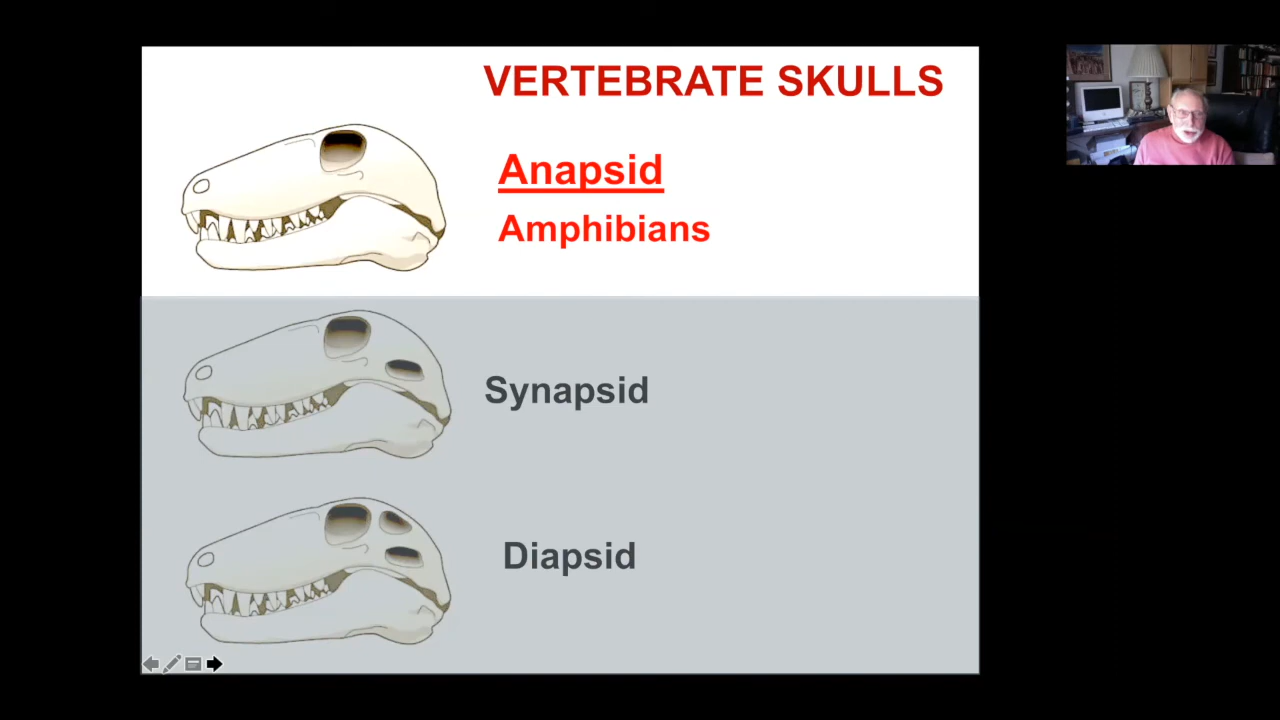 VERTEBRATE SKULLS
Anapsid
Amphibians
Synapsid
Diapsid